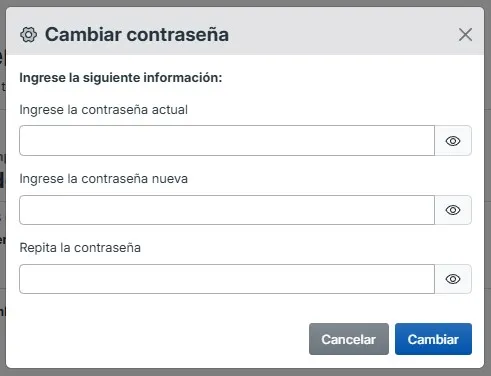 Cambiar contraseña
Ingrese la siguiente información:
Ingrese la contraseña actual
Ingrese la contraseña nueva
Repita la contraseña
Cancelar Cambiar